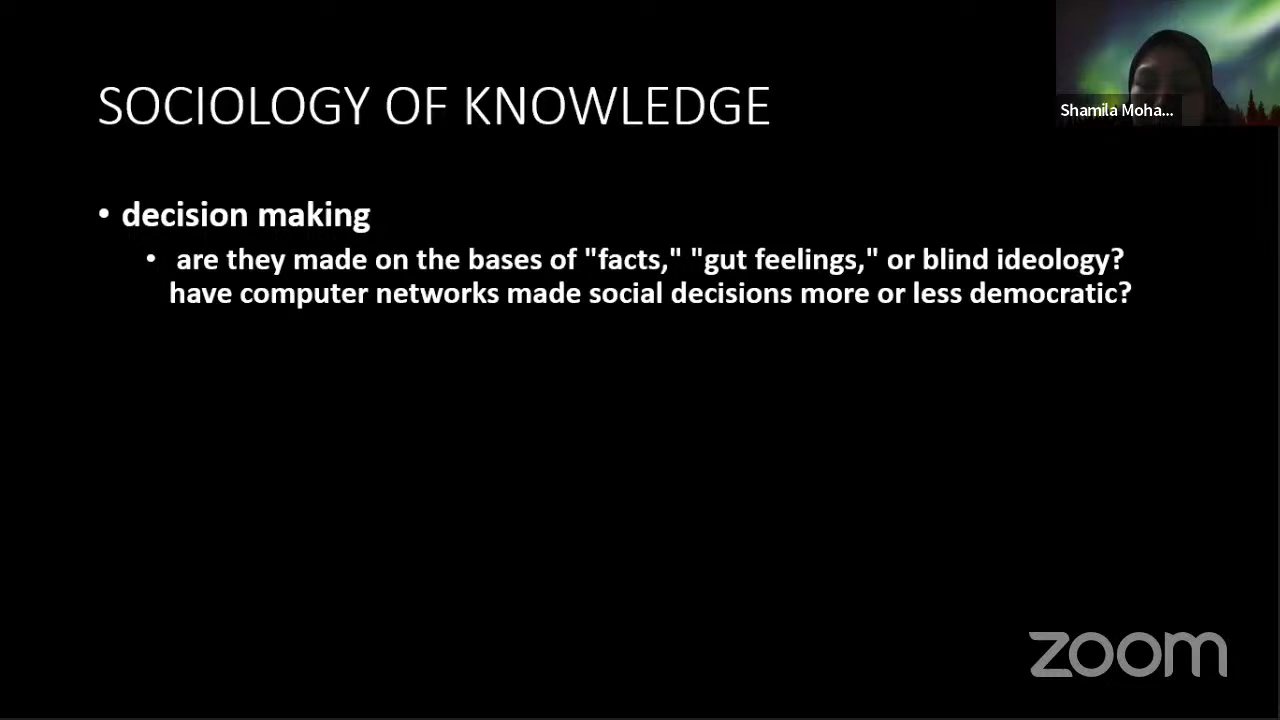 SOCIOLOGY OF KNOWLEDGE
Shamila Moha...
• decision making
• are they made on the bases of "facts," "gut feelings," or blind ideology?
have computer networks made social decisions more or less democratic?
zoom